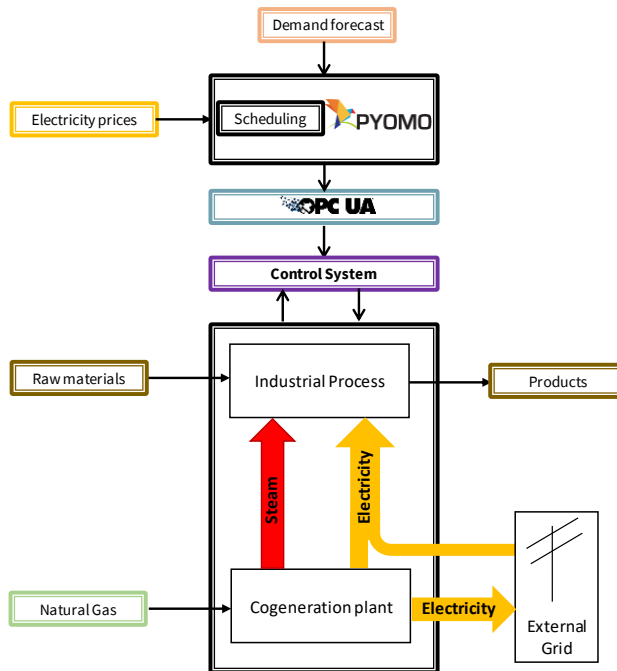 Demand forecast
Electricity prices
Scheduling
PYOMO
OPC UA
Control System
Raw materials
Industrial Process
Products
Steam
Electricity
Natural Gas
Cogeneration plant
Electricity
External
Grid